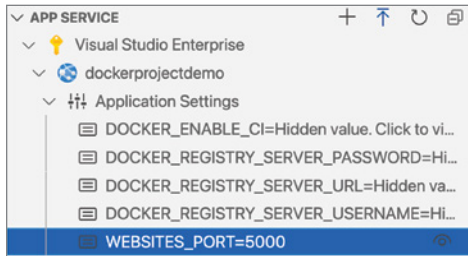 APP SERVICE
Visual Studio Enterprise
dockerprojectdemo
Application Settings
DOCKER_ENABLE_CI=Hidden value. Click to vi...
DOCKER_REGISTRY_SERVER_PASSWORD=Hi...
DOCKER_REGISTRY_SERVER_URL=Hidden va...
DOCKER_REGISTRY_SERVER_USERNAME=Hi...
WEBSITES_PORT=5000